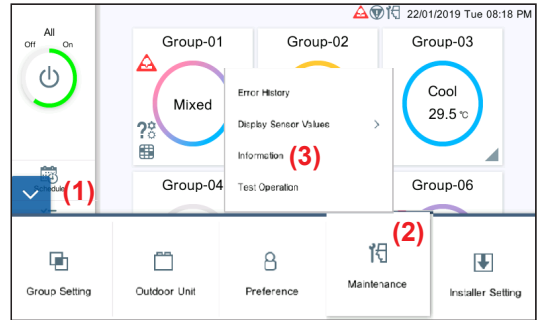 22/01/2019 Tue 08:18 PM
All
Off On
Group-01
Group-02
Group-03
Mixed
Cool
29.5 °C
Error History
Display Sensor Values
Information (3)
Test Operation
Schedule
(1)
Group-04
Group-06
(2)
Group Setting
Outdoor Unit
Preference
Maintenance
Installer Setting